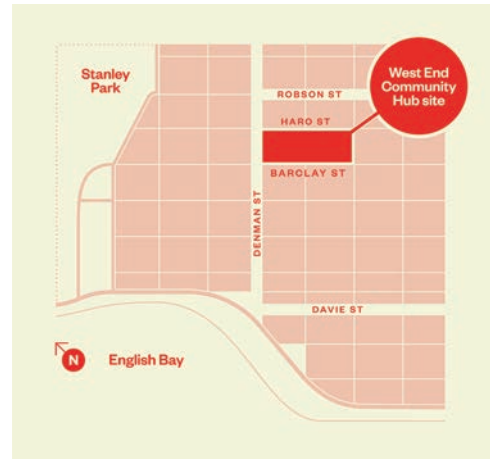 Stanley
Park
West End
Community
Hub site
ROBSON ST
HARO ST
BARCLAY ST
DENMAN ST
DAVIE ST
N
English Bay